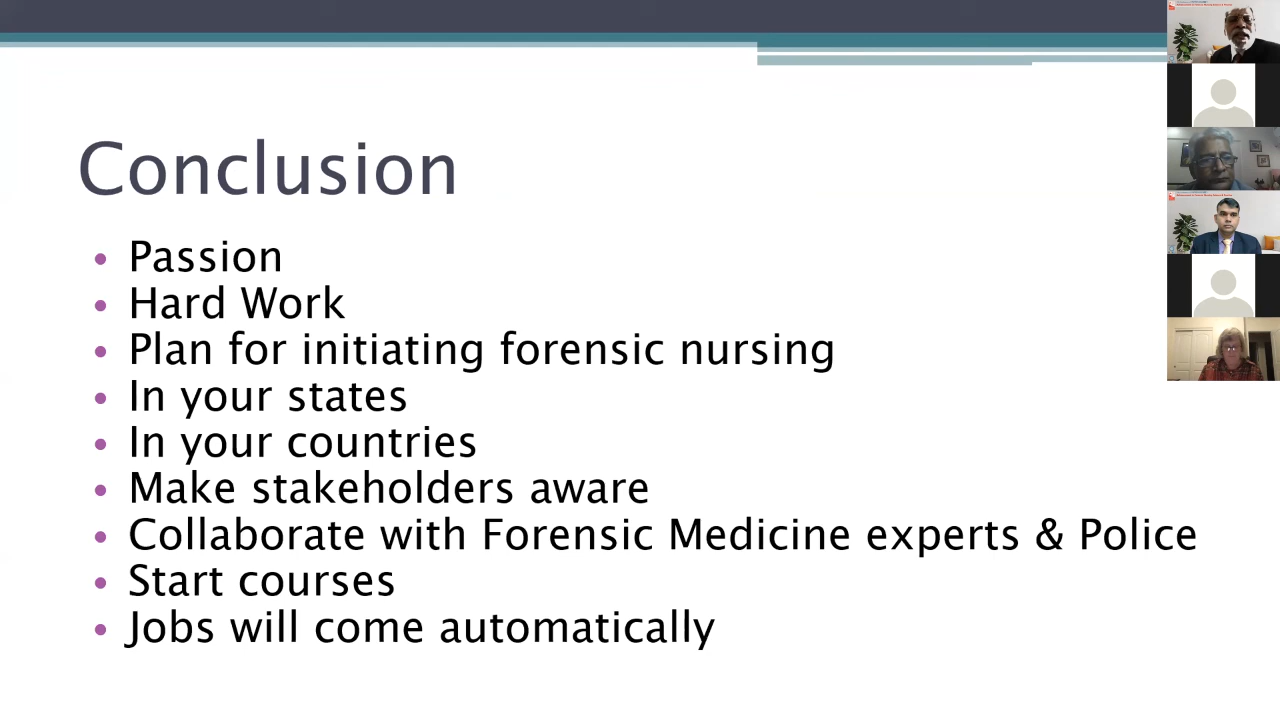 Conclusion
• Passion
• Hard Work
• Plan for initiating forensic nursing
• In your states
• In your countries
• Make stakeholders aware
• Collaborate with Forensic Medicine experts & Police
• Start courses
• Jobs will come automatically